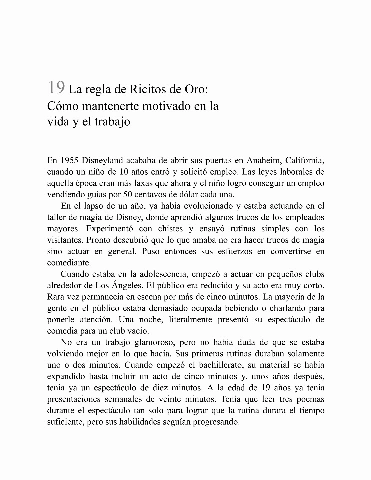 19 La regla de Ricitos de Oro:
Cómo mantenerte motivado en la
vida y el trabajo
En 1955 Disneyland acababa de abrir sus puertas en Anaheim, California,
cuando un niño de 10 años entró y solicitó empleo. Las leyes laborales de
aquella época eran más laxas que ahora y el niño logró conseguir un empleo
vendiendo guías por 50 centavos de dólar cada una.
En el lapso de un año, ya había evolucionado y estaba actuando en el
taller de magia de Disney, donde aprendió algunos trucos de los empleados
mayores. Experimentó con chistes y ensayó rutinas simples con los
visitantes. Pronto descubrió que lo que amaba no era hacer trucos de magia
sino actuar en general. Puso entonces sus esfuerzos en convertirse en
comediante.
Cuando estaba en la adolescencia, empezó a actuar en pequeños clubs
alrededor de Los Ángeles. El público era reducido y su acto era muy corto.
Rara vez permanecía en escena por más de cinco minutos. La mayoría de la
gente en el público estaba demasiado ocupada bebiendo o charlando para
ponerle atención. Una noche, literalmente presentó su espectáculo de
comedia para un club vacío.
No era un trabajo glamoroso, pero no había duda de que se estaba
volviendo mejor en lo que hacía. Sus primeras rutinas duraban solamente
uno o dos minutos. Cuando empezó el bachillerato, su material se había
expandido hasta incluir un acto de cinco minutos y, unos años después,
tenía ya un espectáculo de diez minutos. A la edad de 19 años ya tenía
presentaciones semanales de veinte minutos. Tenía que leer tres poemas
durante el espectáculo tan solo para lograr que la rutina durara el tiempo
suficiente, pero sus habilidades seguían progresando.